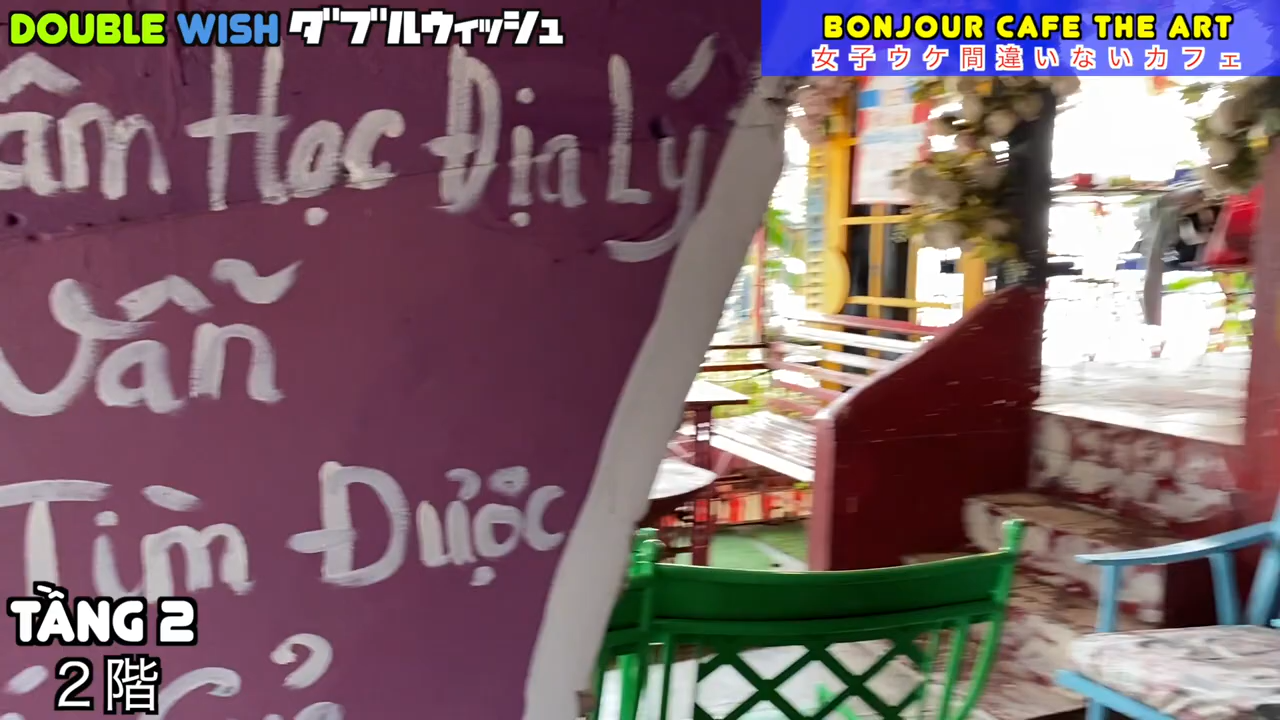 DOUBLE WISH ダブルウィッシュ
BONJOUR CAFE THE ART
女子ウケ間違いないカフェ
Học Địa Lý
Vẫn
Tìm Được
TẦNG 2
２階